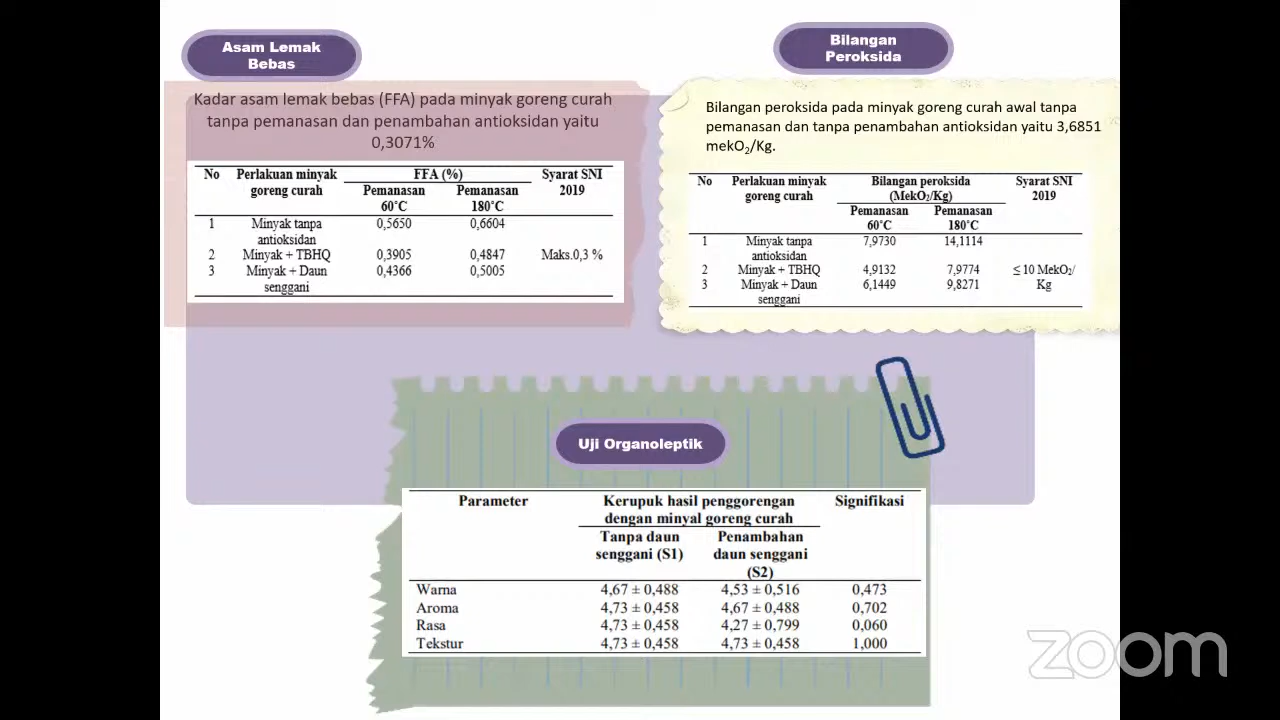 Asam Lemak
Bebas
Kadar asam lemak bebas (FFA) pada minyak goreng curah
tanpa pemanasan dan penambahan antioksidan yaitu
0,3071%
No Perlakuan minyak FFA (%) Syarat SNI
goreng curah Pemanasan Pemanasan 2019
60˚C 180˚C
1 Minyak tanpa 0,5650 0,6604
antioksidan
2 Minyak + TBHQ 0,3905 0,4847 Maks.0,3 %
3 Minyak + Daun 0,4366 0,5005
senggani
Bilangan
Peroksida
Bilangan peroksida pada minyak goreng curah awal tanpa
pemanasan dan tanpa penambahan antioksidan yaitu 3,6851
mekO₂/Kg.
No Perlakuan minyak Bilangan peroksida Syarat SNI
goreng curah (MekO₂/Kg) 2019
Pemanasan Pemanasan
60˚C 180˚C
1 Minyak tanpa 7,9730 14,1114
antioksidan
2 Minyak + TBHQ 4,9132 7,9774 ≤ 10 MekO₂/
3 Minyak + Daun 6,1449 9,8271 Kg
senggani
Uji Organoleptik
Parameter Kerupuk hasil penggorengan Signifikasi
dengan minyal goreng curah
Tanpa daun Penambahan
senggani (S1) daun senggani
(S2)
Warna 4,67 ± 0,488 4,53 ± 0,516 0,473
Aroma 4,73 ± 0,458 4,67 ± 0,488 0,702
Rasa 4,73 ± 0,458 4,27 ± 0,799 0,060
Tekstur 4,73 ± 0,458 4,73 ± 0,458 1,000
zoom